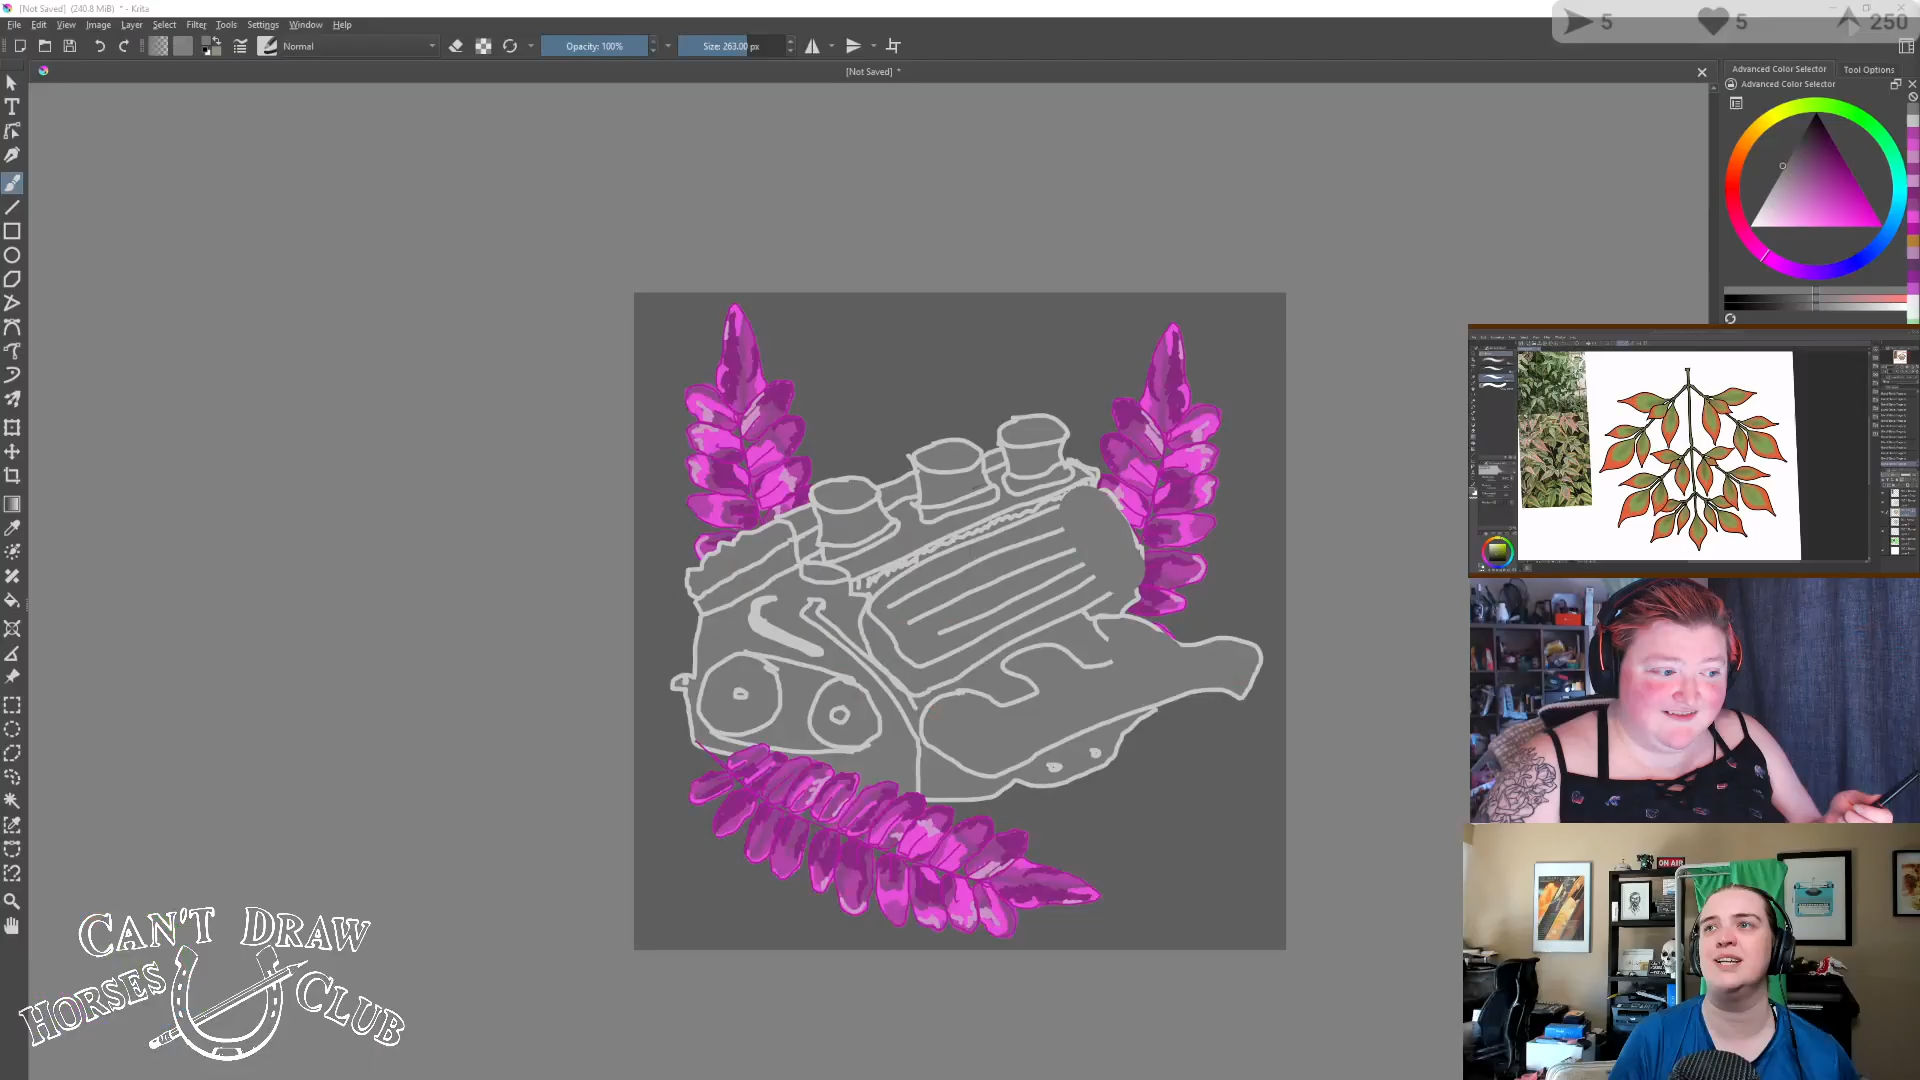 [Not Saved] (240.8 MiB) * - Krita
File Edit View Image Layer Select Filter Tools Settings Window Help
5 5 250
Normal
Opacity: 100%
Size: 263.00 px
[Not Saved] *
Advanced Color Selector
Tool Options
Advanced Color Selector
ON AIR
CAN'T DRAW
HORSES CLUB